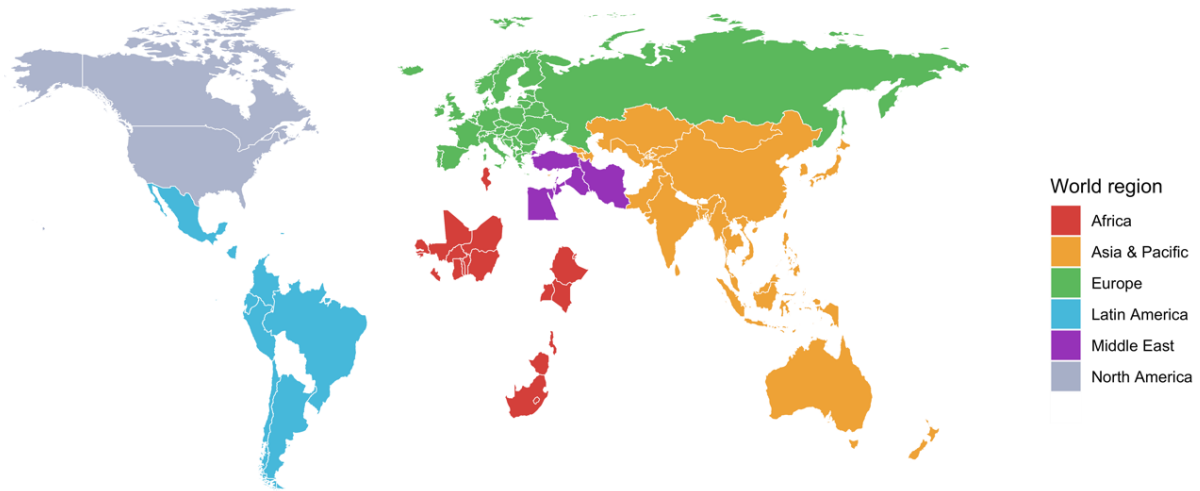 World region
Africa
Asia & Pacific
Europe
Latin America
Middle East
North America